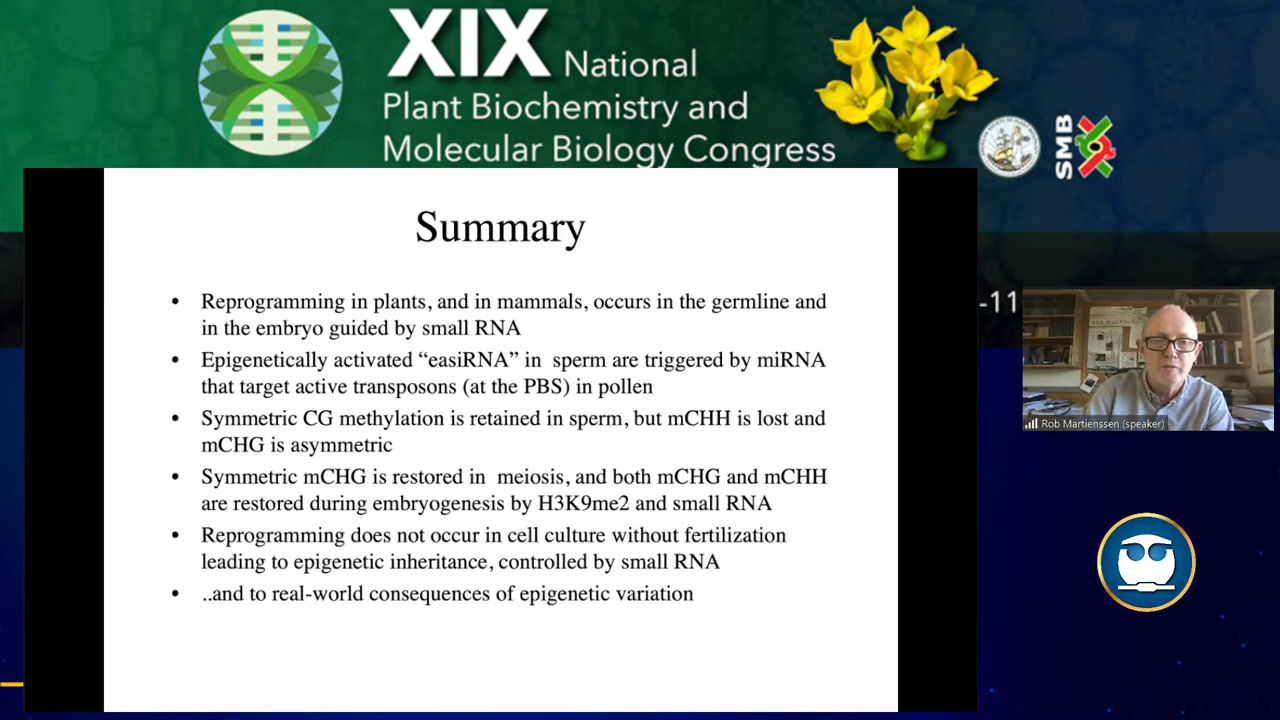 XIX National
Plant Biochemistry and
Molecular Biology Congress
SMB
-11
Summary
• Reprogramming in plants, and in mammals, occurs in the germline and
in the embryo guided by small RNA
• Epigenetically activated “easiRNA” in sperm are triggered by miRNA
that target active transposons (at the PBS) in pollen
• Symmetric CG methylation is retained in sperm, but mCHH is lost and
mCHG is asymmetric
• Symmetric mCHG is restored in meiosis, and both mCHG and mCHH
are restored during embryogenesis by H3K9me2 and small RNA
• Reprogramming does not occur in cell culture without fertilization
leading to epigenetic inheritance, controlled by small RNA
• ..and to real-world consequences of epigenetic variation
Rob Martienssen (speaker)